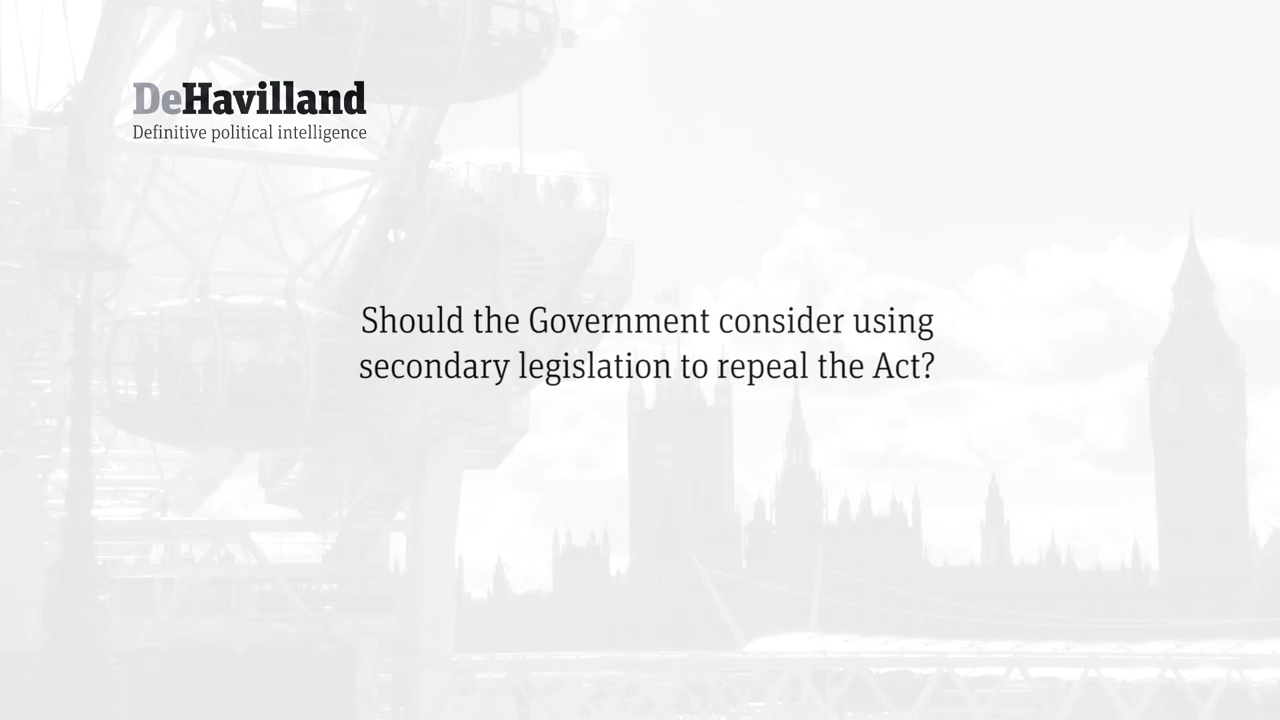 DeHavilland
Definitive political intelligence
Should the Government consider using
secondary legislation to repeal the Act?